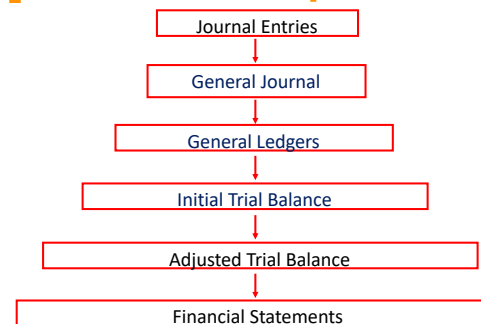 Journal Entries
General Journal
General Ledgers
Initial Trial Balance
Adjusted Trial Balance
Financial Statements